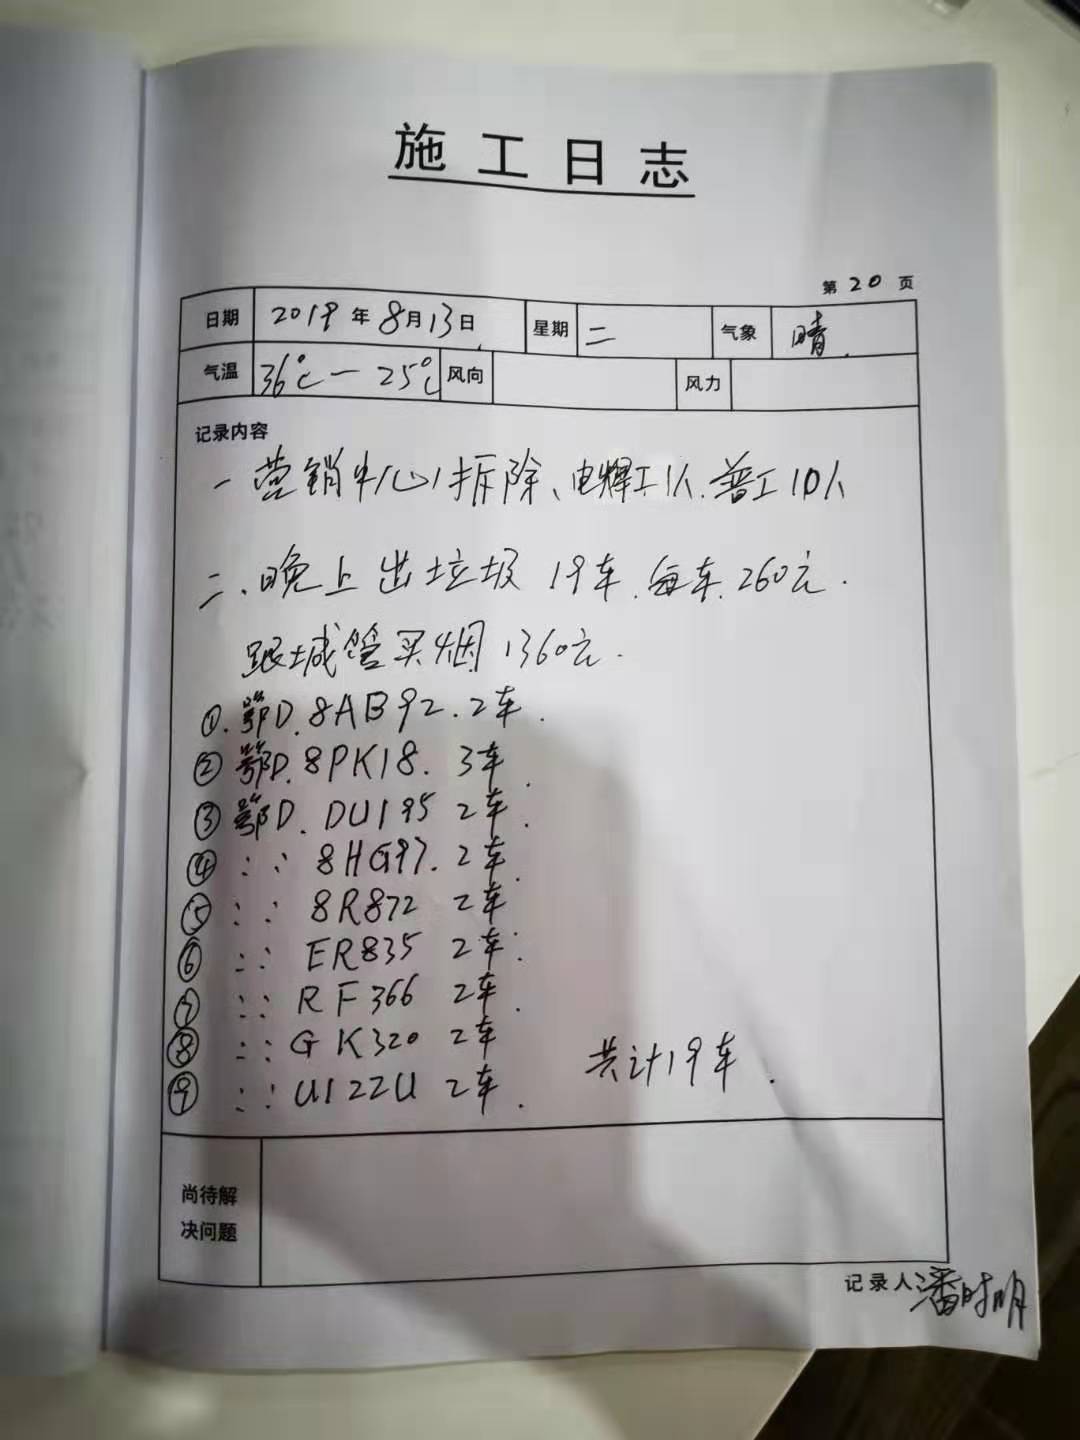 施工日志
第 20 页
日期 2019年8月13日 星期 二 气象 晴
气温 36℃—25℃ 风向 风力
记录内容
一营销中心拆除、电焊工1人.普工10人
二、晚上出垃圾19车.每车260元.
跟城管买烟1360元.
①.鄂D.8AB92.2车.
②鄂D.8PK18.3车.
③鄂D.DU195 2车.
④ :: 8HG97.2车.
⑤ :: 8R872 2车.
⑥ :: ER835 2车.
⑦ :: RF366 2车.
⑧ :: GK320 2车
共计19车.
⑨ :: U122U 2车.
尚待解
决问题
记录人 潘时明